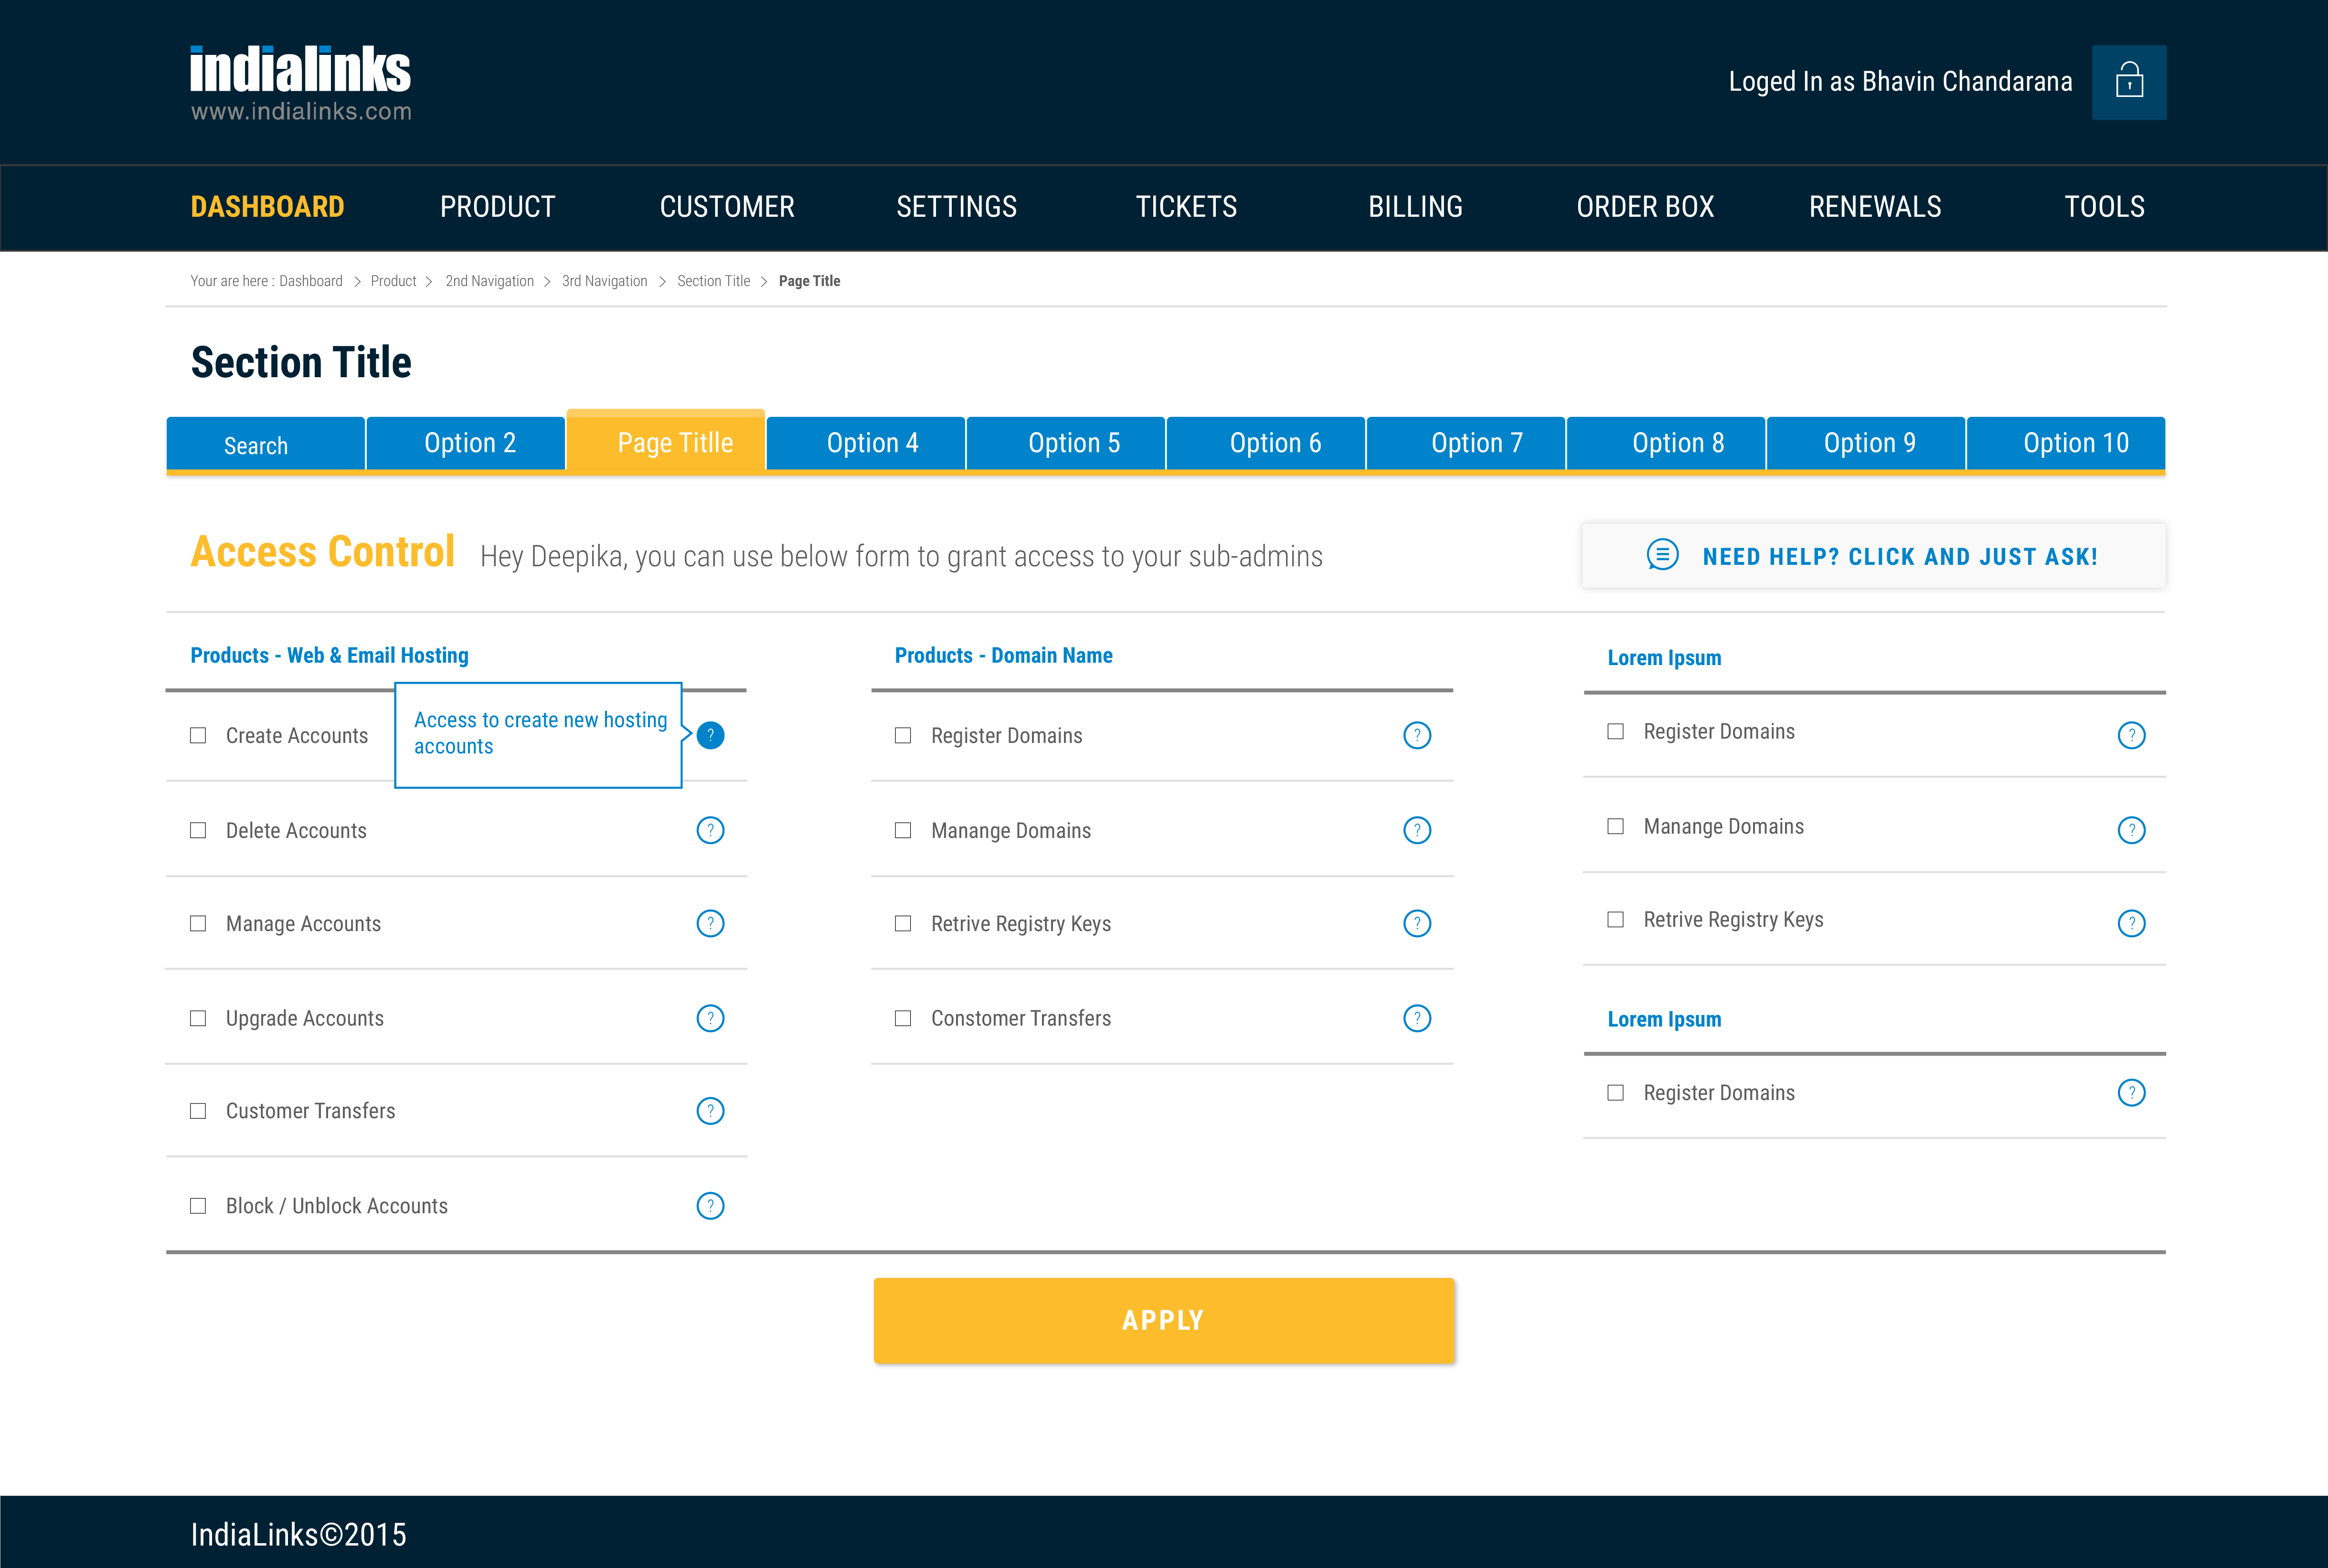 indialinks
www.indialinks.com
Loged In as Bhavin Chandarana
DASHBOARD PRODUCT CUSTOMER SETTINGS TICKETS BILLING ORDER BOX RENEWALS TOOLS
Your are here : Dashboard > Product > 2nd Navigation > 3rd Navigation > Section Title > Page Title
Section Title
Search Option 2 Page Titlle Option 4 Option 5 Option 6 Option 7 Option 8 Option 9 Option 10
Access Control Hey Deepika, you can use below form to grant access to your sub-admins
NEED HELP? CLICK AND JUST ASK!
Products - Web & Email Hosting
Create Accounts
Access to create new hosting
accounts
?
Delete Accounts ?
Manage Accounts ?
Upgrade Accounts ?
Customer Transfers ?
Block / Unblock Accounts ?
Products - Domain Name
Register Domains ?
Manange Domains ?
Retrive Registry Keys ?
Constomer Transfers ?
Lorem Ipsum
Register Domains ?
Manange Domains ?
Retrive Registry Keys ?
Lorem Ipsum
Register Domains ?
APPLY
IndiaLinks©2015